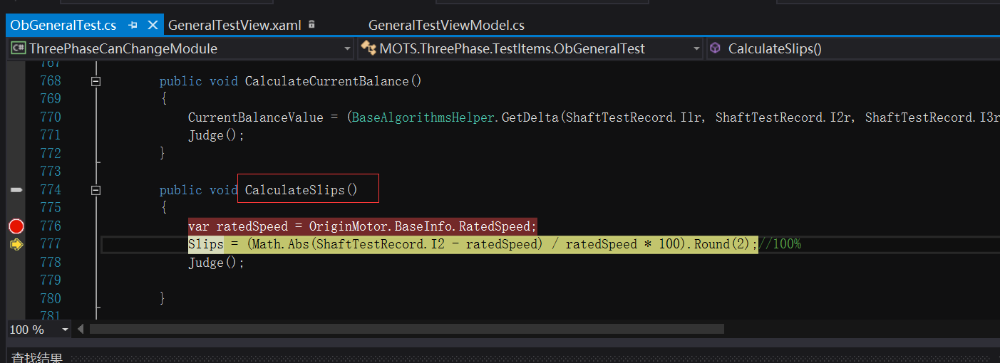 ObGeneralTest.cs GeneralTestView.xaml GeneralTestViewModel.cs
C# ThreePhaseCanChangeModule MOTS.ThreePhase.TestItems.ObGeneralTest CalculateSlips()
767
768 public void CalculateCurrentBalance()
769 {
770 CurrentBalanceValue = (BaseAlgorithmsHelper.GetDelta(ShaftTestRecord.I1r, ShaftTestRecord.I2r, ShaftTestRecord.I3r
771 Judge();
772 }
773
774 public void CalculateSlips()
775 {
776 var ratedSpeed = OriginMotor.BaseInfo.RatedSpeed;
777 Slips = (Math.Abs(ShaftTestRecord.I2 - ratedSpeed) / ratedSpeed * 100).Round(2);//100%
778 Judge();
779
780 }
781
100 %
查找结果